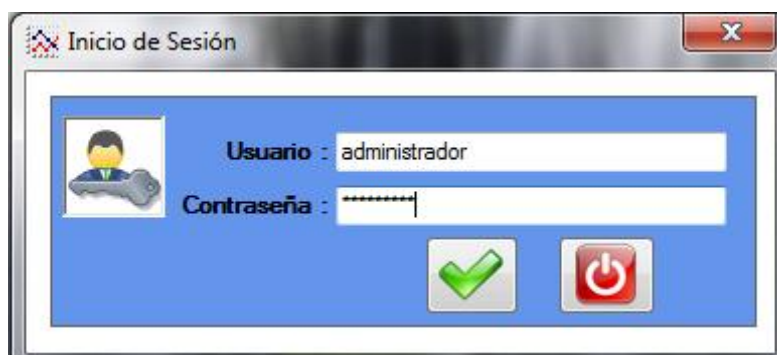 Inicio de Sesión
Usuario : administrador
Contraseña : *********